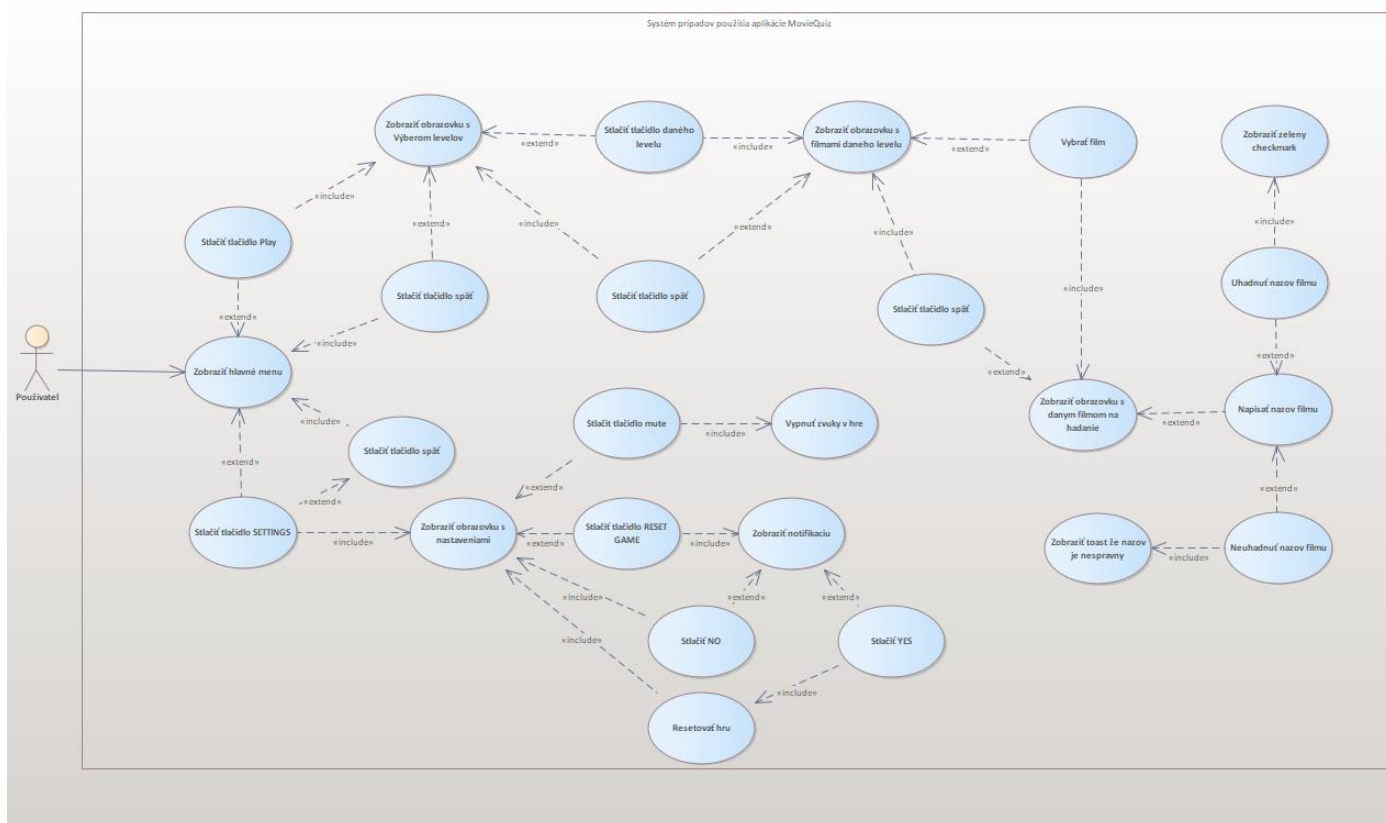 Systém prípadov použitia aplikácie MovieQuiz
Zobraziť obrazovku s
Výberom levelov
«extend»
Stlačiť tlačidlo daného
levelu
«include»
Zobraziť obrazovku s
filmami daneho levelu
«extend»
Vybrať film
Zobraziť zeleny
checkmark
«include»
«extend»
«include»
«extend»
«include»
«include»
Stlačiť tlačidlo Play
Stlačiť tlačidlo späť
Stlačiť tlačidlo späť
Stlačiť tlačidlo späť
«include»
Uhadnuť nazov filmu
«extend»
«include»
«extend»
«extend»
Používatel
Zobraziť hlavné menu
Zobraziť obrazovku s
danym filmom na
hadanie
«extend»
Napísať nazov filmu
«include»
Stlačit tlačidlo mute
«include»
Vypnuť zvuky v hre
«extend»
Stlačiť tlačidlo späť
«extend»
«extend»
«extend»
Stlačiť tlačidlo SETTINGS
«include»
Zobraziť obrazovku s
nastaveniami
«extend»
Stlačiť tlačidlo RESET
GAME
«include»
Zobraziť notifikaciu
Zobraziť toast že nazov
je nespravny
«include»
Neuhadnuť nazov filmu
«include»
«extend»
«extend»
«include»
Stlačiť NO
Stlačiť YES
«include»
Resetovať hru